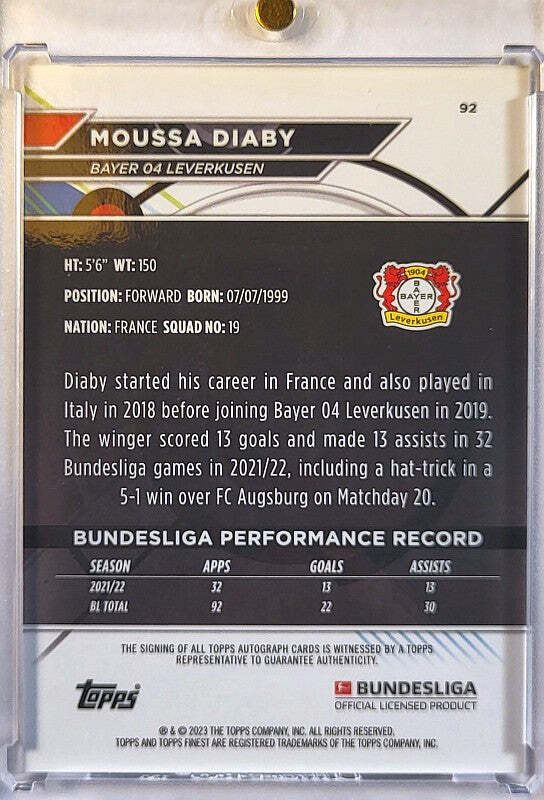 92
MOUSSA DIABY
BAYER 04 LEVERKUSEN
HT: 5'6" WT: 150
POSITION: FORWARD BORN: 07/07/1999
NATION: FRANCE SQUAD NO: 19
1904
BAYER
BAYER
Leverkusen
Diaby started his career in France and also played in
Italy in 2018 before joining Bayer 04 Leverkusen in 2019.
The winger scored 13 goals and made 13 assists in 32
Bundesliga games in 2021/22, including a hat-trick in a
5-1 win over FC Augsburg on Matchday 20.
BUNDESLIGA PERFORMANCE RECORD
SEASON APPS GOALS ASSISTS
2021/22 32 13 13
BL TOTAL 92 22 30
THE SIGNING OF ALL TOPPS AUTOGRAPH CARDS IS WITNESSED BY A TOPPS
REPRESENTATIVE TO GUARANTEE AUTHENTICITY.
topps
BUNDESLIGA
OFFICIAL LICENSED PRODUCT
® & © 2023 THE TOPPS COMPANY, INC. ALL RIGHTS RESERVED.
TOPPS AND TOPPS FINEST ARE REGISTERED TRADEMARKS OF THE TOPPS COMPANY, INC.